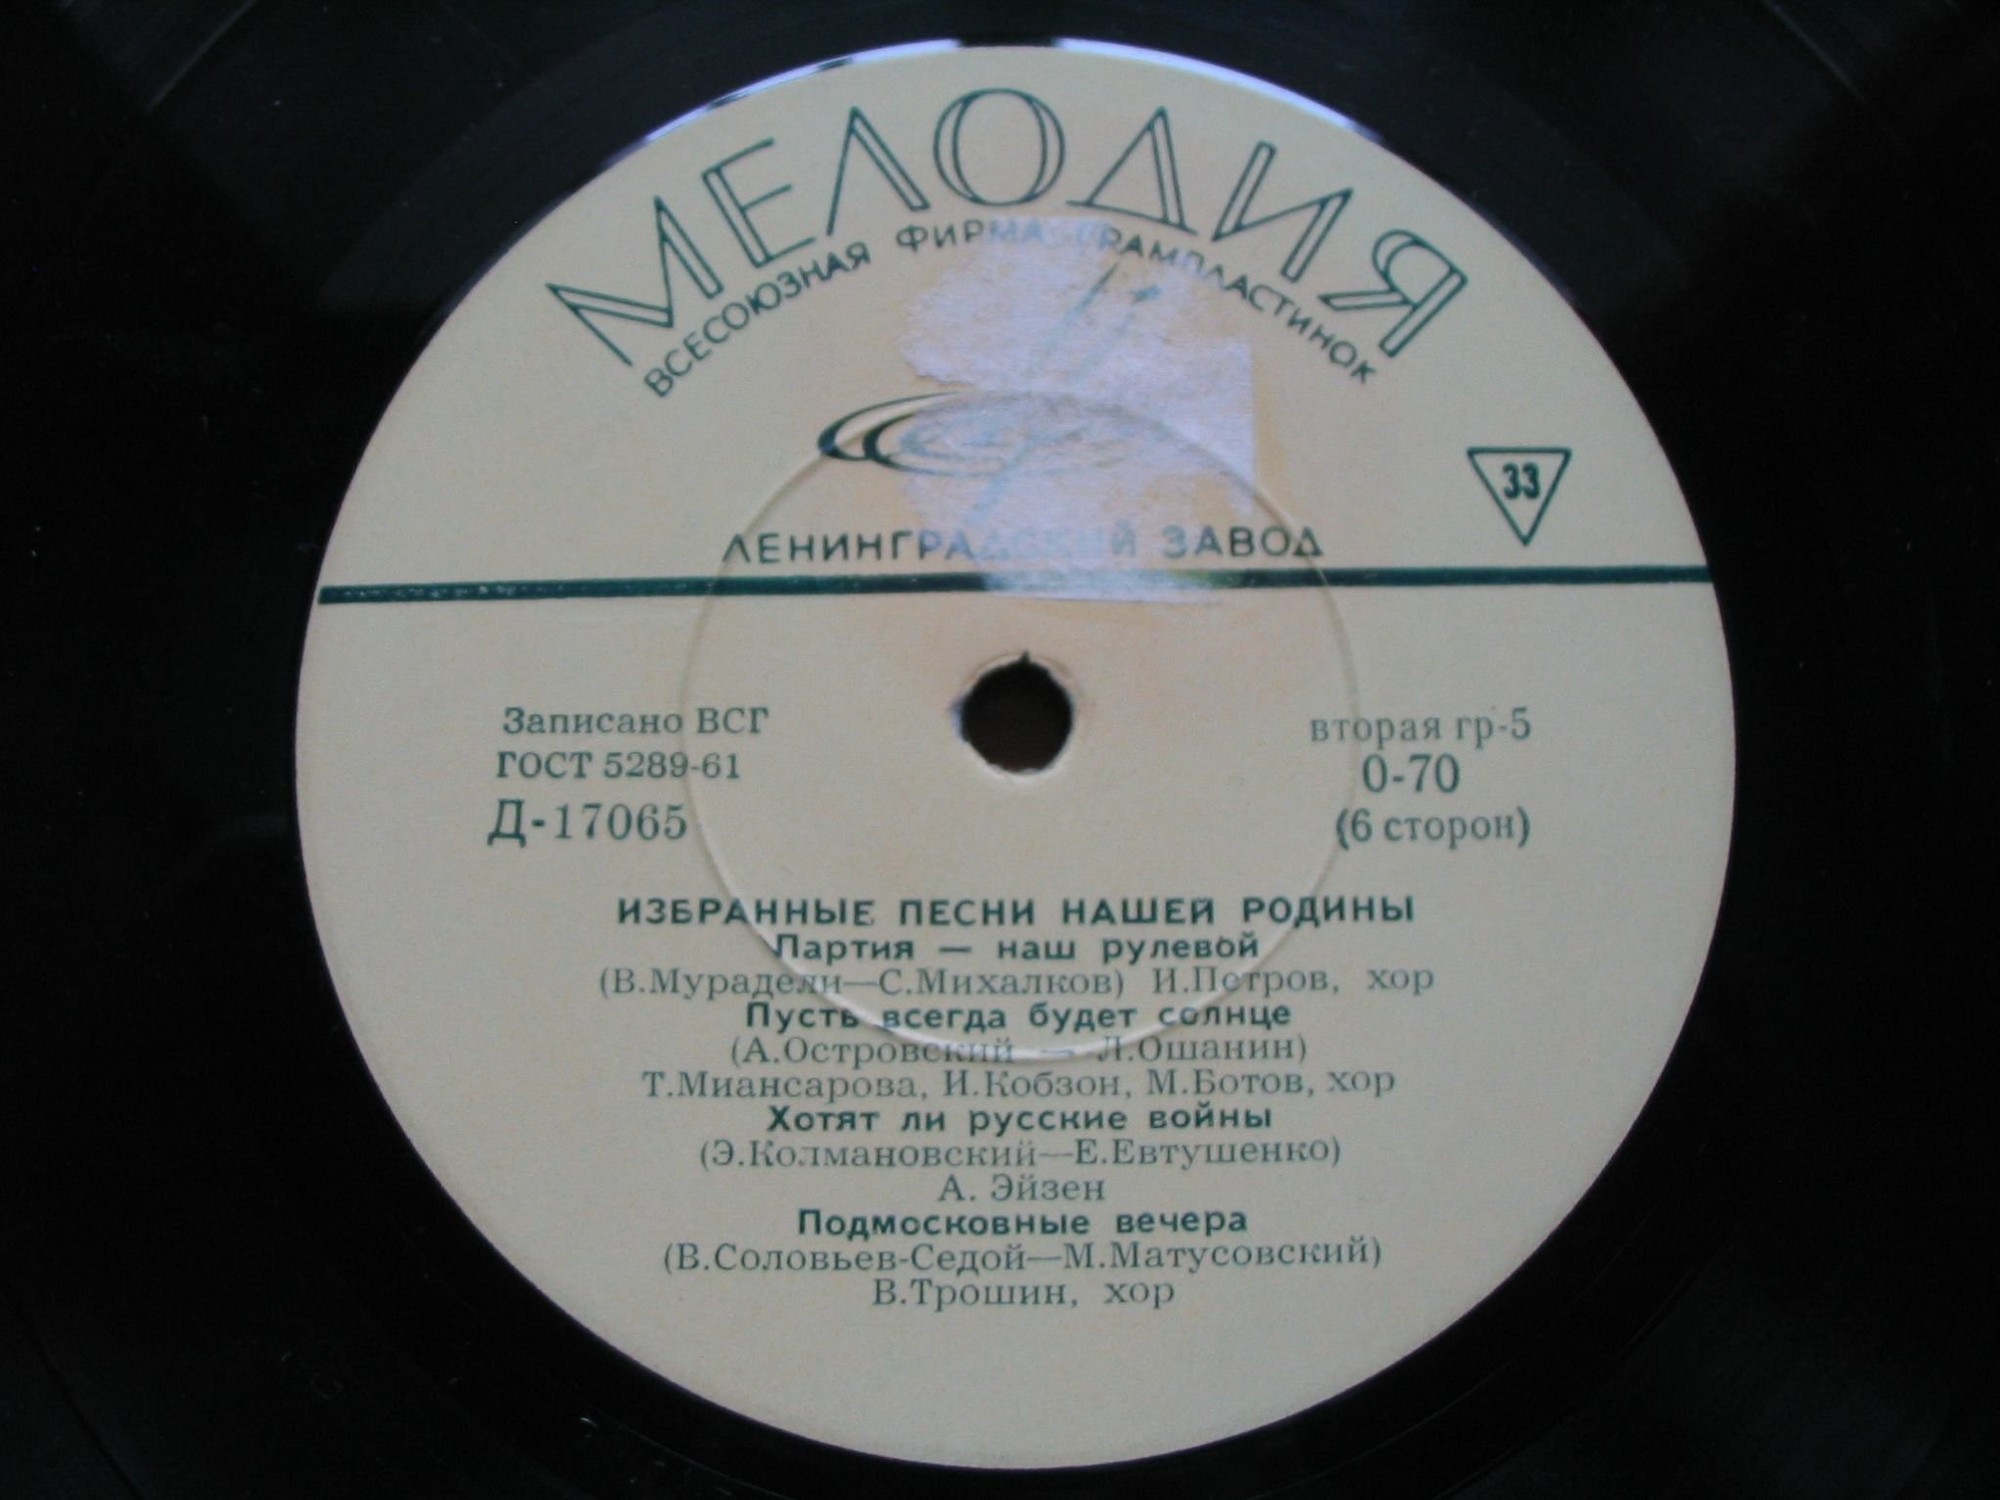 МЕЛОДИЯ
ВСЕСОЮЗНАЯ ФИРМА ГРАМПЛАСТИНОК
33
ЛЕНИНГРАДСКИЙ ЗАВОД
Записано ВСГ
ГОСТ 5289-61
Д-17065
вторая гр-5
0-70
(6 сторон)
ИЗБРАННЫЕ ПЕСНИ НАШЕЙ РОДИНЫ
Партия — наш рулевой
(В.Мурадели—С.Михалков) И.Петров, хор
Пусть всегда будет солнце
(А.Островский — Л.Ошанин)
Т.Миансарова, И.Кобзон, М.Ботов, хор
Хотят ли русские войны
(Э.Колмановский—Е.Евтушенко)
А. Эйзен
Подмосковные вечера
(В.Соловьев-Седой—М.Матусовский)
В.Трошин, хор